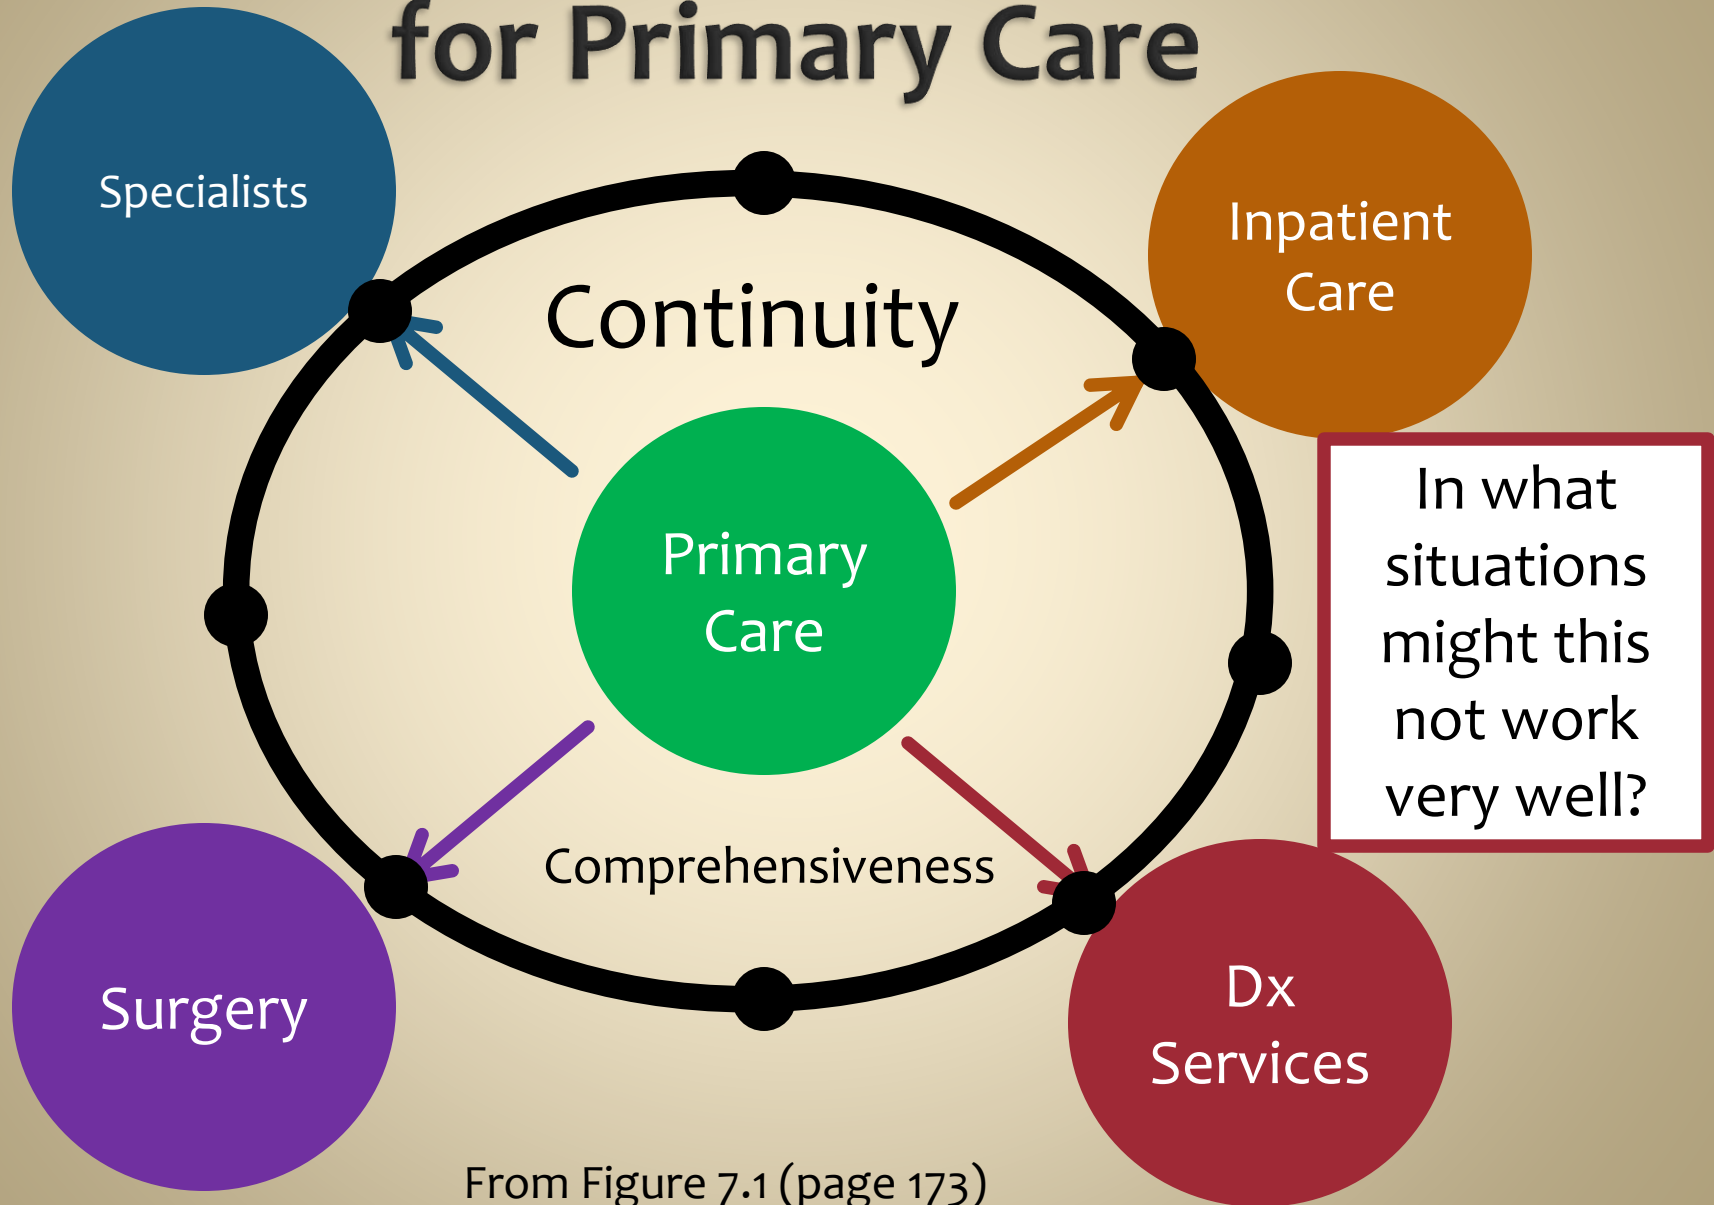 for Primary Care
Specialists
Inpatient
Care
Continuity
Primary
Care
In what
situations
might this
not work
very well?
Comprehensiveness
Surgery
Dx
Services
From Figure 7.1 (page 173)